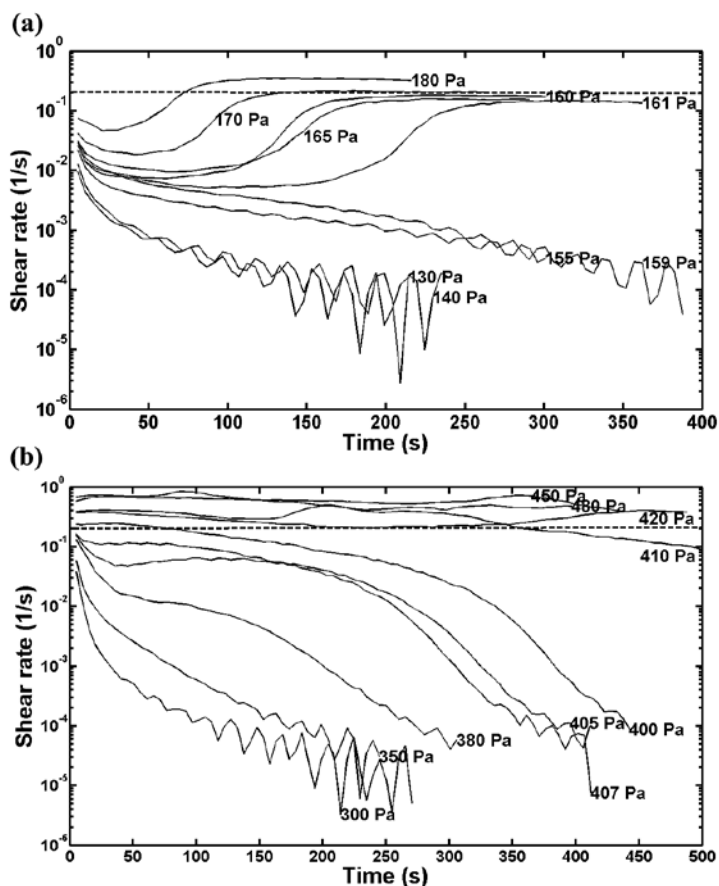 (a)
10^0
10^-1
10^-2
10^-3
10^-4
10^-5
10^-6
Shear rate (1/s)
180 Pa
170 Pa
160 Pa
161 Pa
165 Pa
155 Pa
159 Pa
130 Pa
140 Pa
0 50 100 150 200 250 300 350 400
Time (s)
(b)
10^0
10^-1
10^-2
10^-3
10^-4
10^-5
10^-6
Shear rate (1/s)
450 Pa
480 Pa
420 Pa
410 Pa
405 Pa
400 Pa
380 Pa
350 Pa
407 Pa
300 Pa
0 50 100 150 200 250 300 350 400 450 500
Time (s)